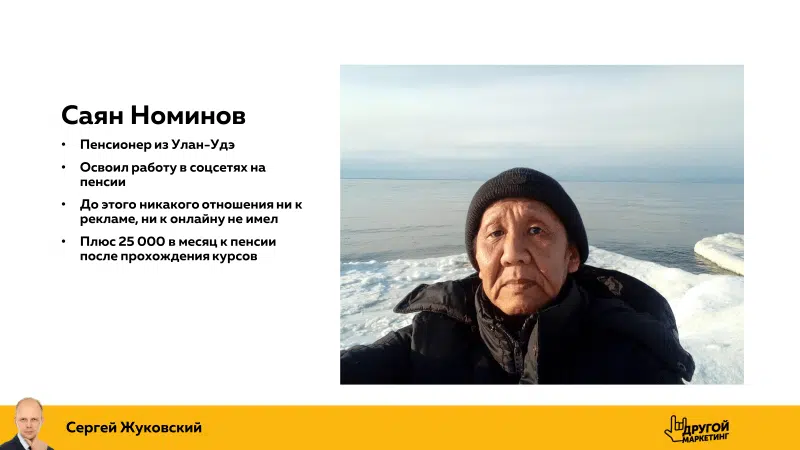 Саян Номинов
• Пенсионер из Улан-Удэ
• Освоил работу в соцсетях на
пенсии
• До этого никакого отношения ни к
рекламе, ни к онлайну не имел
• Плюс 25 000 в месяц к пенсии
после прохождения курсов
Сергей Жуковский
ДРУГОЙ
МАРКЕТИНГ